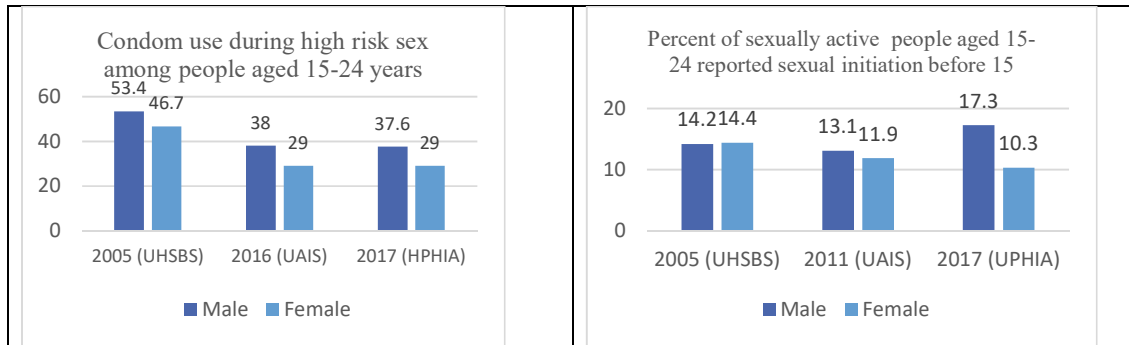 Condom use during high risk sex
among people aged 15-24 years
60
40
20
0
53.4
46.7
38
29
37.6
29
2005 (UHSBS)
2016 (UAIS)
2017 (HPHIA)
Male
Female
Percent of sexually active people aged 15-
24 reported sexual initiation before 15
20
10
0
14.2
14.4
13.1
11.9
17.3
10.3
2005 (UHSBS)
2011 (UAIS)
2017 (UPHIA)
Male
Female